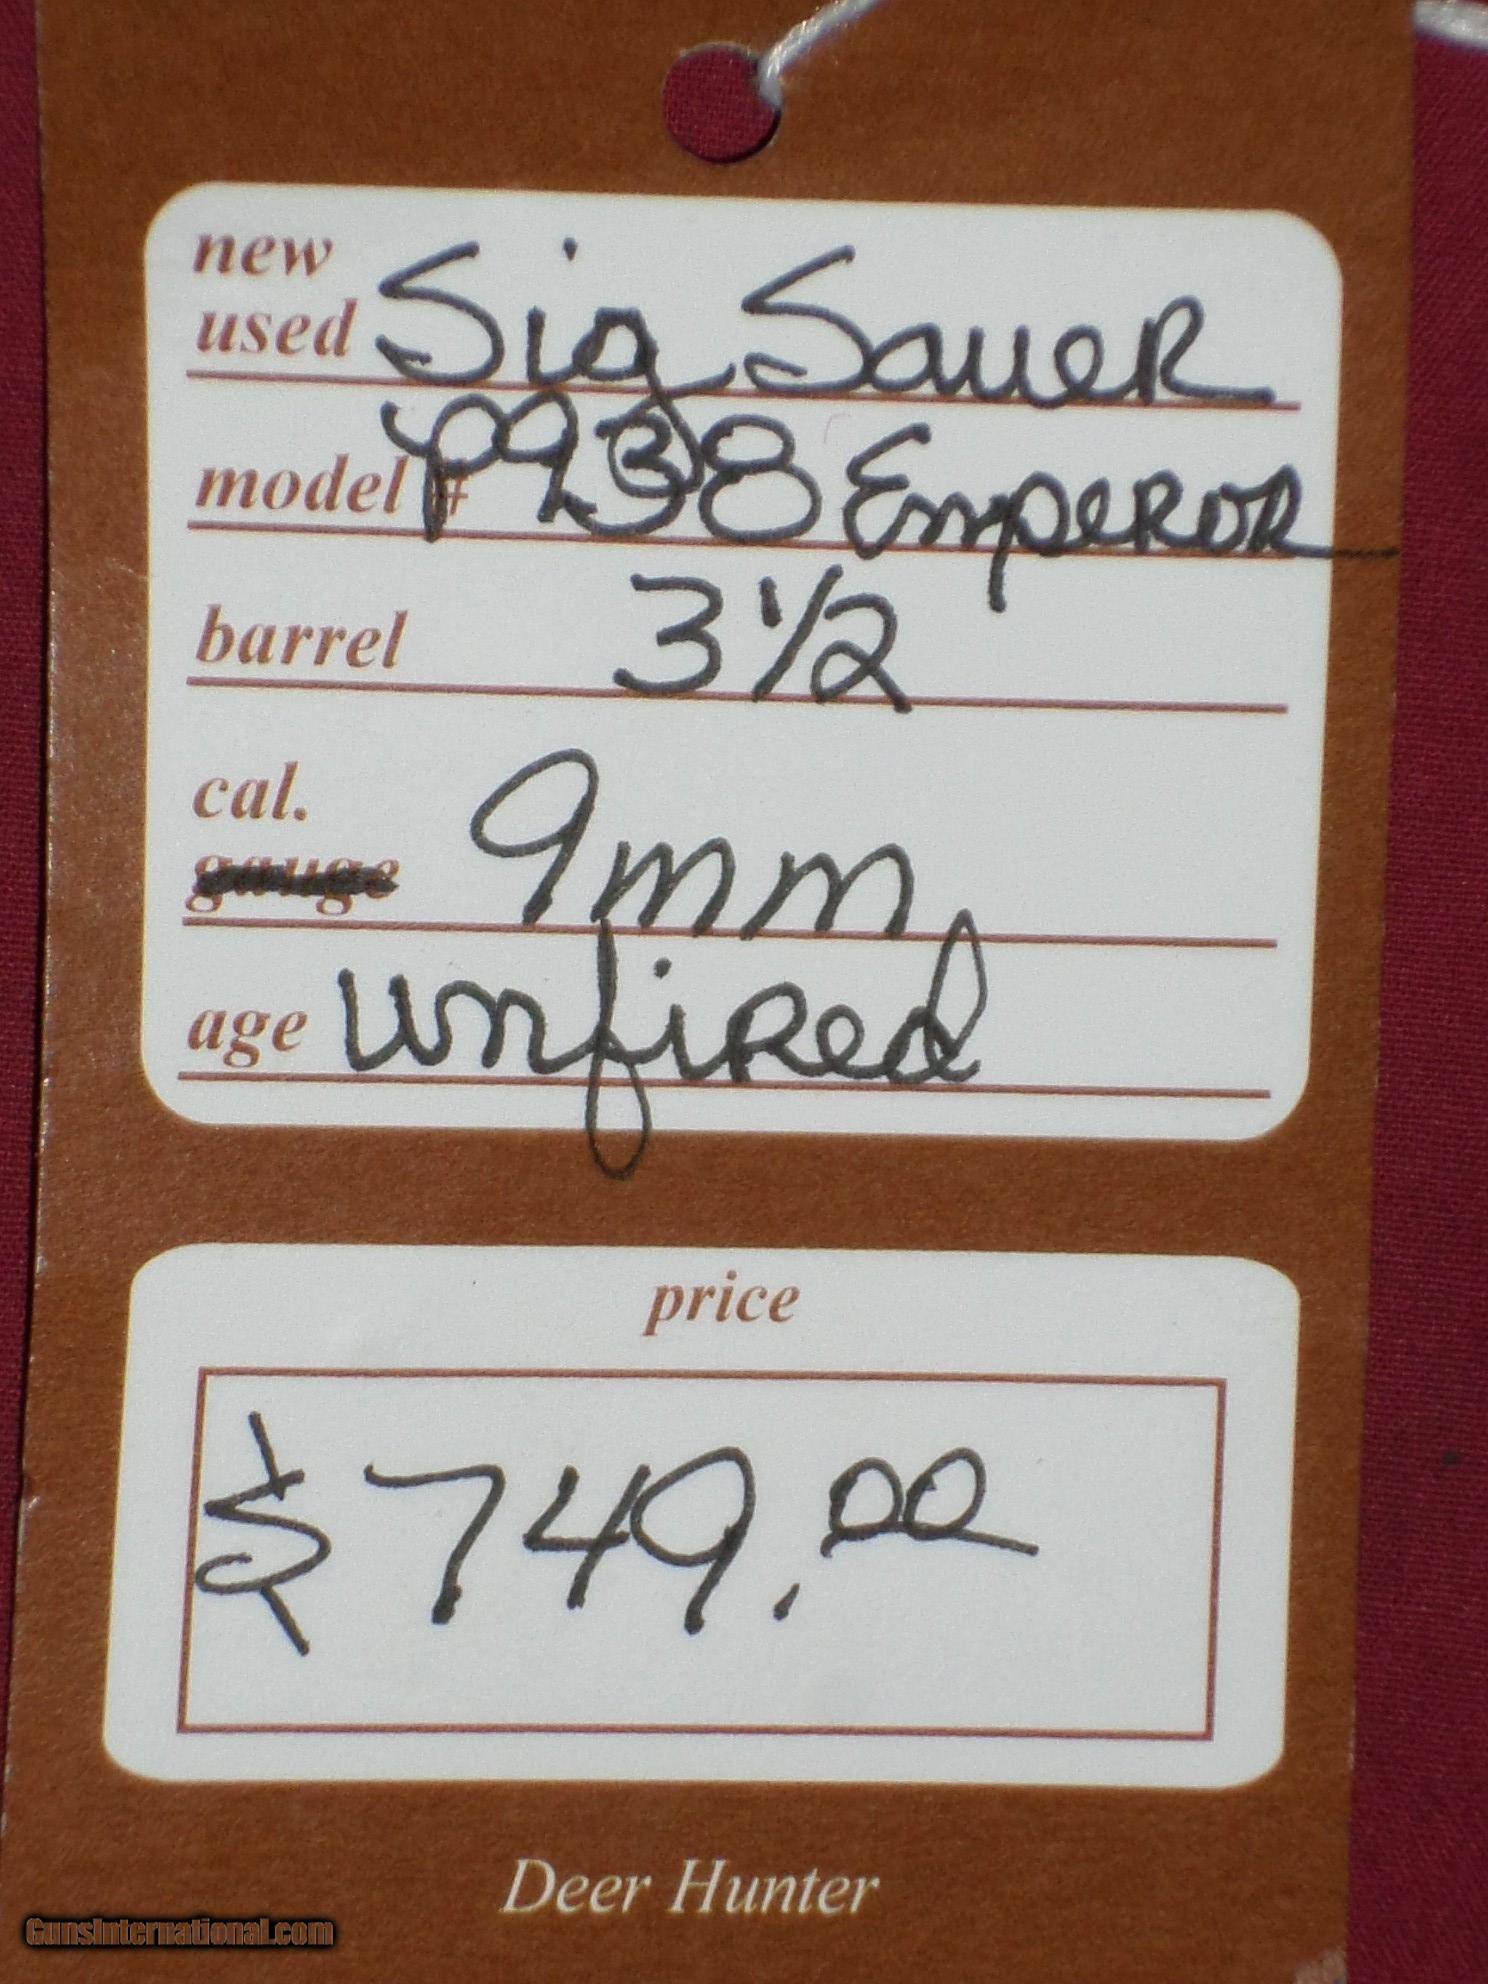 new
used Sig Sauer
model # P938 Emperor
barrel 3 1/2
cal.
gauge 9mm
age unfired
price
$749.00
Deer Hunter
GunsInternational.com